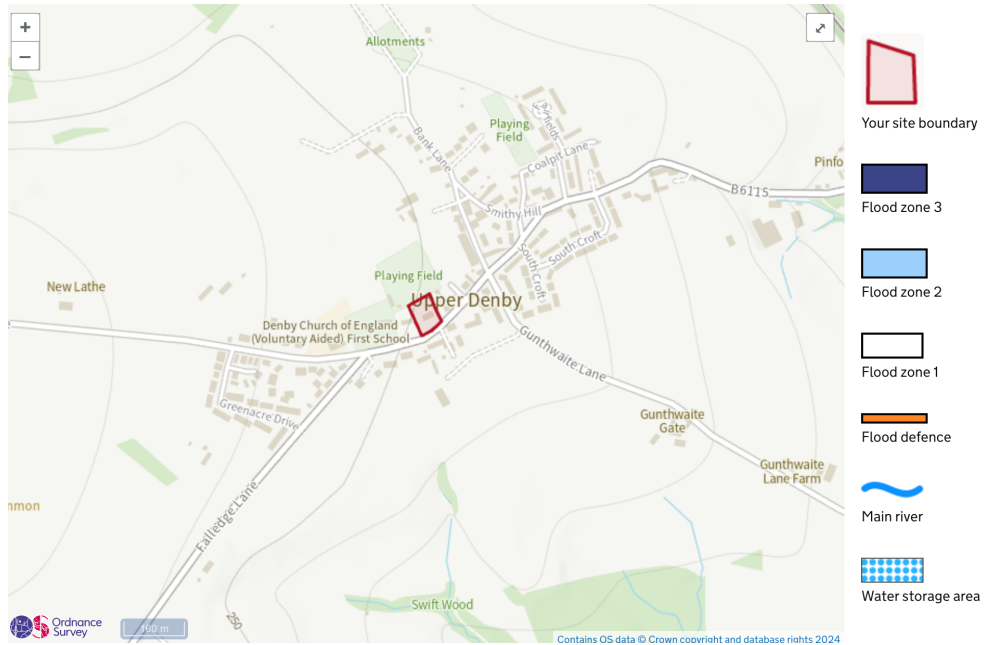 +
−
Allotments
Playing
Field
Bank Lane
Coalpit Lane
Pinfo
B6115
Smithy Hill
South Croft
South Croft
Playing Field
New Lathe
Upper Denby
Denby Church of England
(Voluntary Aided) First School
Gunthwaite Lane
Greenacre Drive
Gunthwaite
Gate
Gunthwaite
Lane Farm
nmon
Falledge Lane
Swift Wood
250
Ordnance
Survey
100 m
Contains OS data © Crown copyright and database rights 2024
Your site boundary
Flood zone 3
Flood zone 2
Flood zone 1
Flood defence
Main river
Water storage area